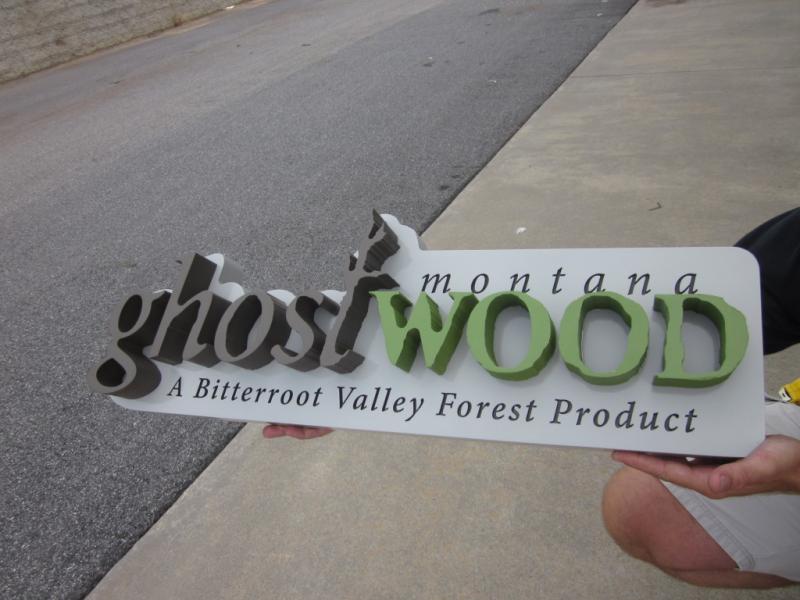 montana
ghostWOOD
A Bitterroot Valley Forest Product